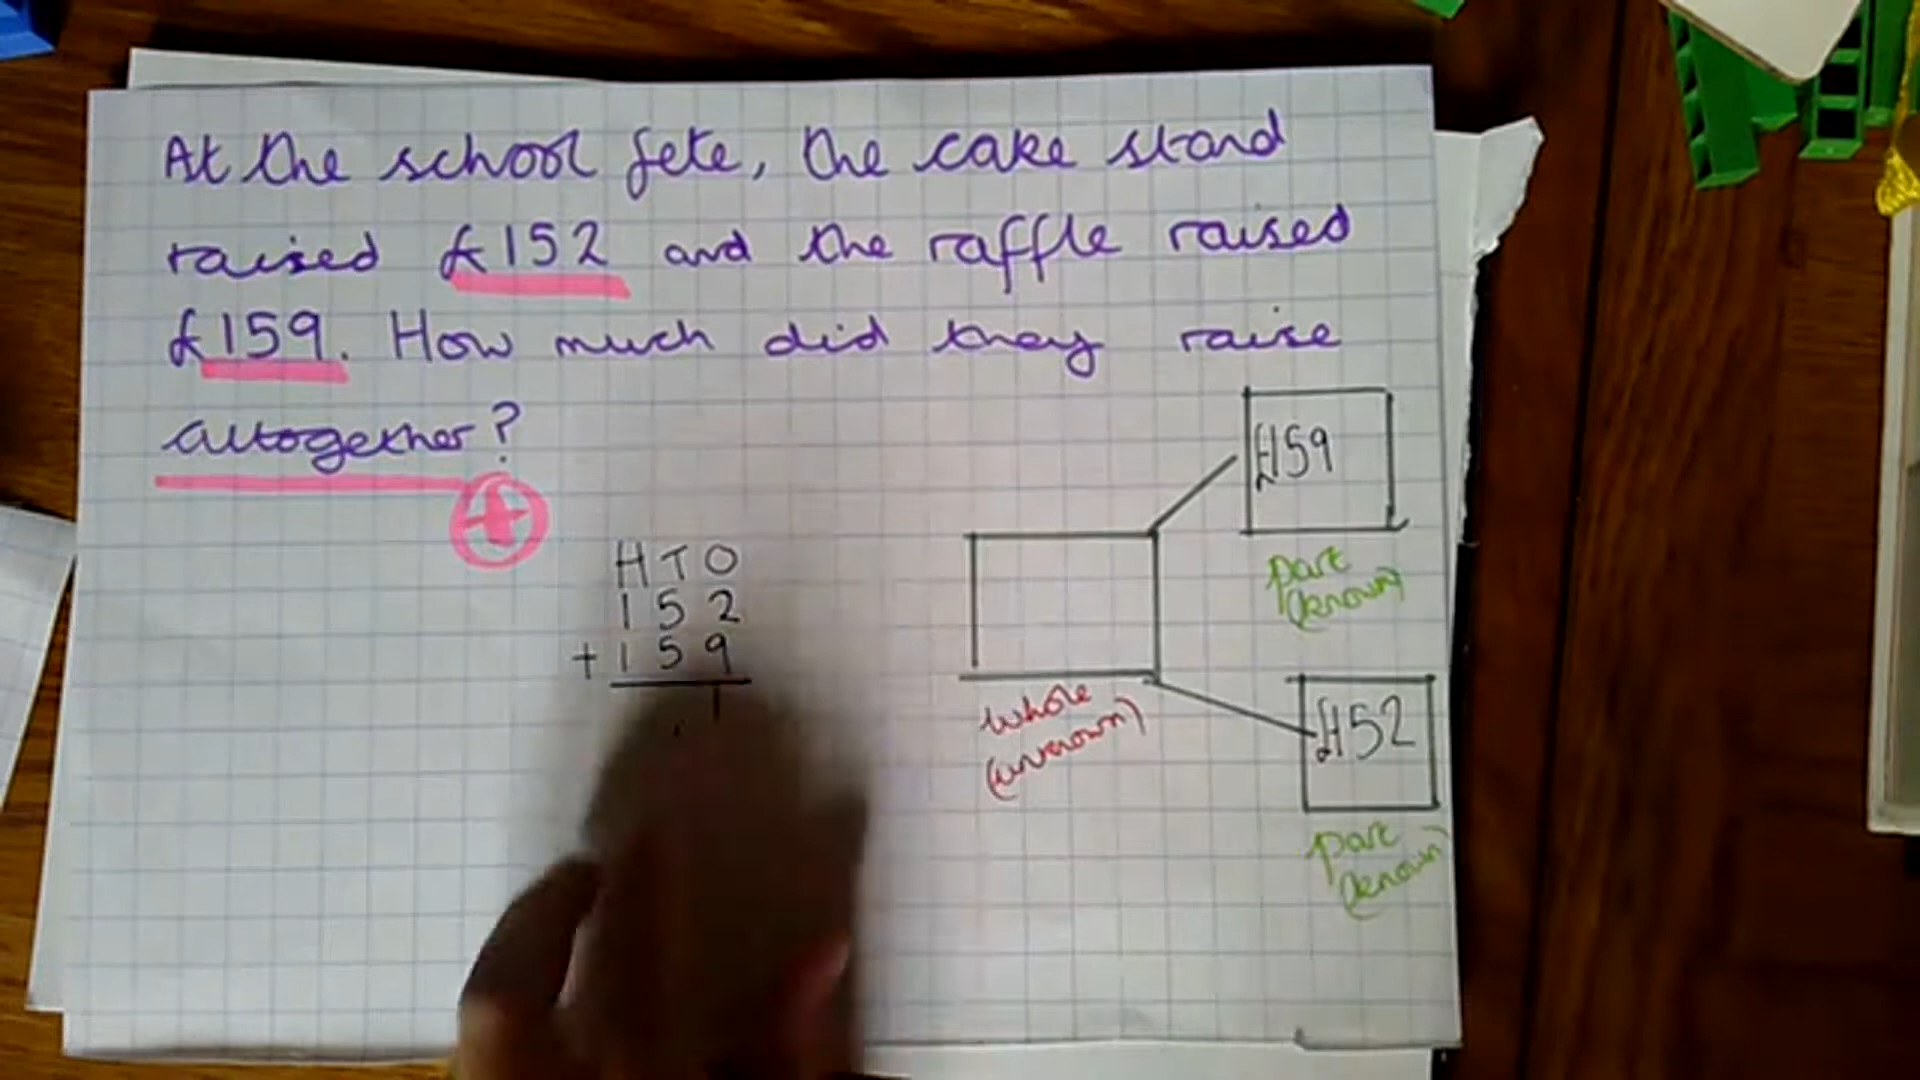 At the school fete, the cake stand
raised £152 and the raffle raised
£159. How much did they raise
altogether?
+
H T O
1 5 2
+ 1 5 9
1
1
£159
part
(known)
whole
(unknown)
£152
part
(known)